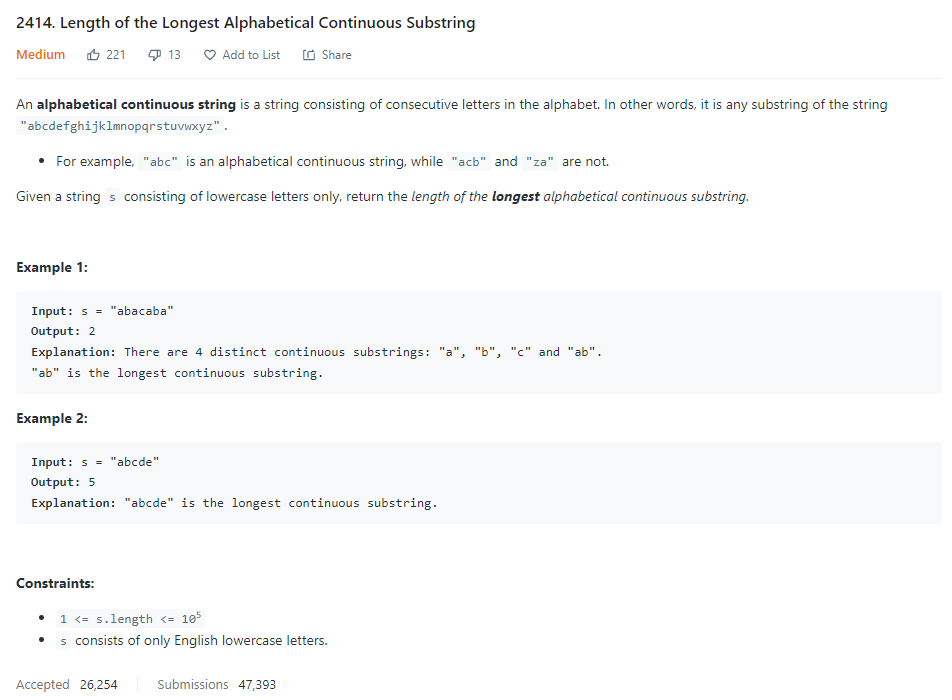 2414. Length of the Longest Alphabetical Continuous Substring
Medium 221 13 Add to List Share
An alphabetical continuous string is a string consisting of consecutive letters in the alphabet. In other words, it is any substring of the string
"abcdefghijklmnopqrstuvwxyz" .
• For example, "abc" is an alphabetical continuous string, while "acb" and "za" are not.
Given a string s consisting of lowercase letters only, return the length of the longest alphabetical continuous substring.
Example 1:
Input: s = "abacaba"
Output: 2
Explanation: There are 4 distinct continuous substrings: "a", "b", "c" and "ab".
"ab" is the longest continuous substring.
Example 2:
Input: s = "abcde"
Output: 5
Explanation: "abcde" is the longest continuous substring.
Constraints:
• 1 <= s.length <= 10⁵
• s consists of only English lowercase letters.
Accepted 26,254 Submissions 47,393